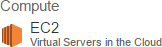 Compute
EC2
Virtual Servers in the Cloud